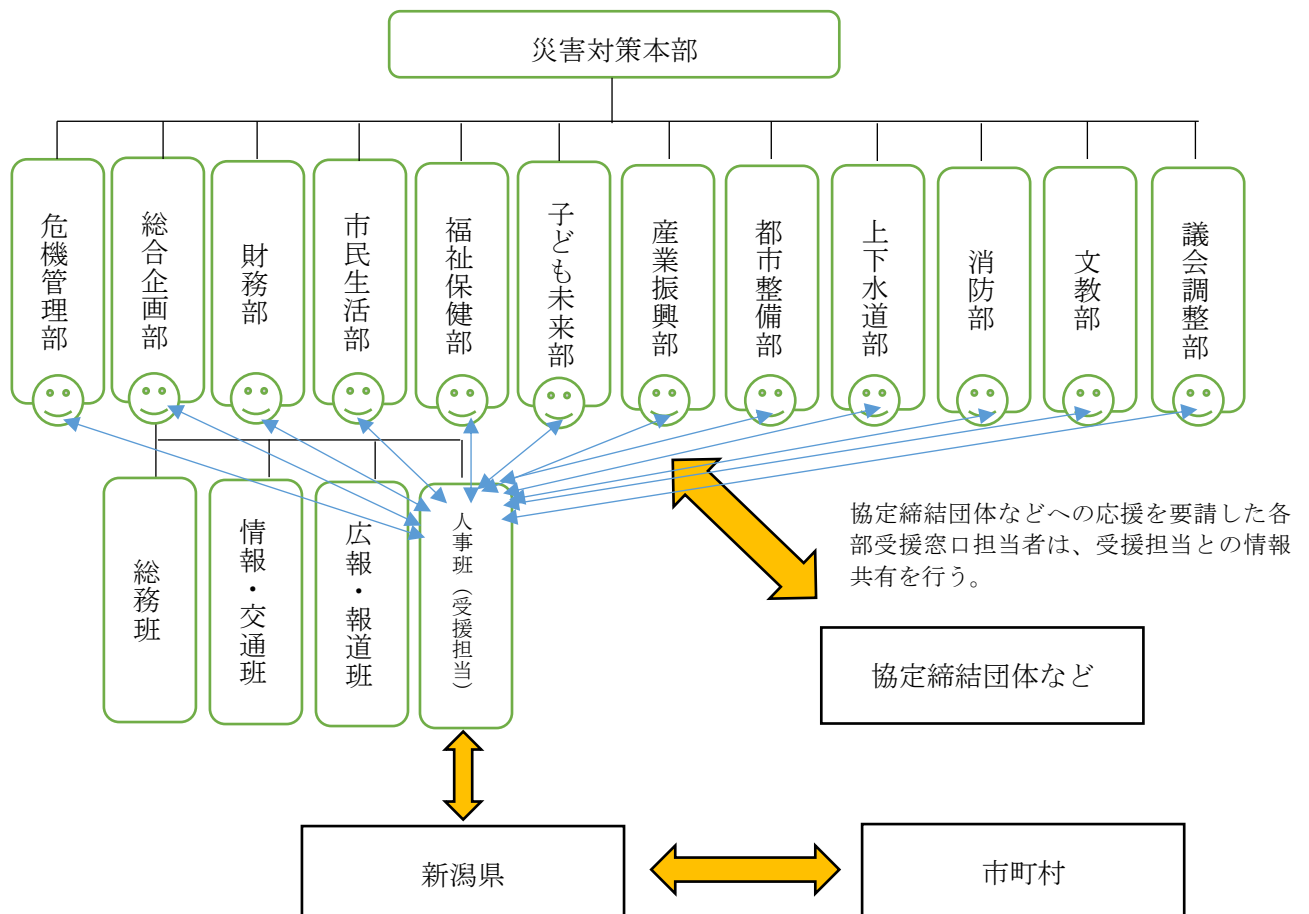 災害対策本部
危機管理部
総合企画部
財務部
市民生活部
福祉保健部
子ども未来部
産業振興部
都市整備部
上下水道部
消防部
文教部
議会調整部
総務班
情報・交通班
広報・報道班
人事班（受援担当）
協定締結団体などへの応援を要請した各
部受援窓口担当者は、受援担当との情報
共有を行う。
協定締結団体など
新潟県
市町村